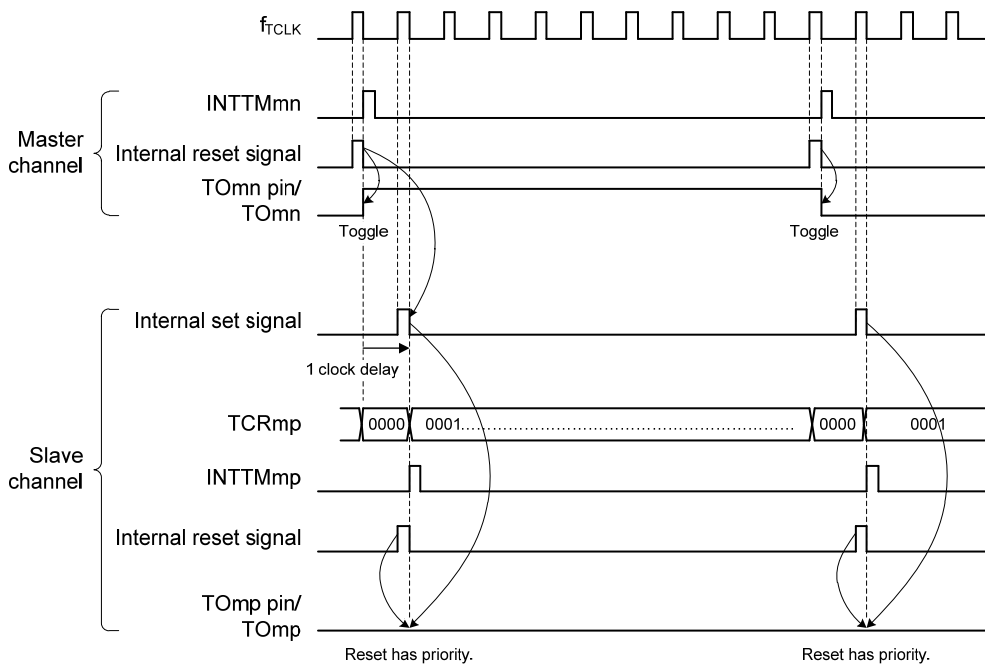 fTCLK
INTTMmn
Master
channel
Internal reset signal
TOmn pin/
TOmn
Toggle
Toggle
Internal set signal
1 clock delay
TCRmp
0000
0001
0000
0001
Slave
channel
INTTMmp
Internal reset signal
TOmp pin/
TOmp
Reset has priority.
Reset has priority.